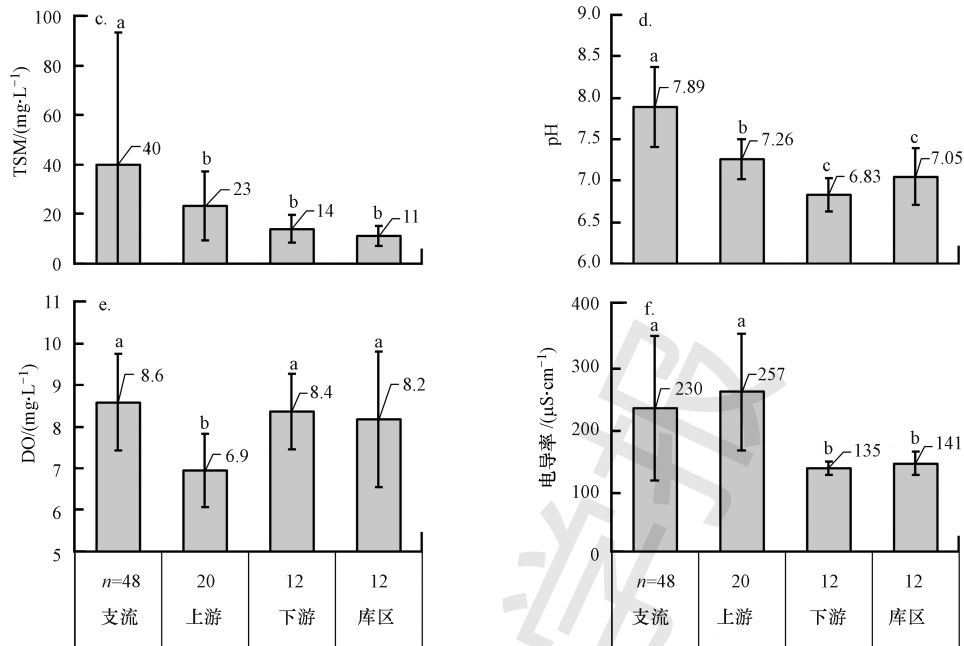 c.
TSM/(mg·L⁻¹)
100
80
60
40
20
0
a
b
b
b
40
23
14
11
d.
pH
9.0
8.5
8.0
7.5
7.0
6.5
6.0
a
b
c
c
7.89
7.26
6.83
7.05
e.
DO/(mg·L⁻¹)
11
10
9
8
7
6
5
a
b
a
a
8.6
6.9
8.4
8.2
n=48 20 12 12
支流 上游 下游 库区
f.
电导率/(μS·cm⁻¹)
400
300
200
100
0
a
a
b
b
230
257
135
141
n=48 20 12 12
支流 上游 下游 库区
学报